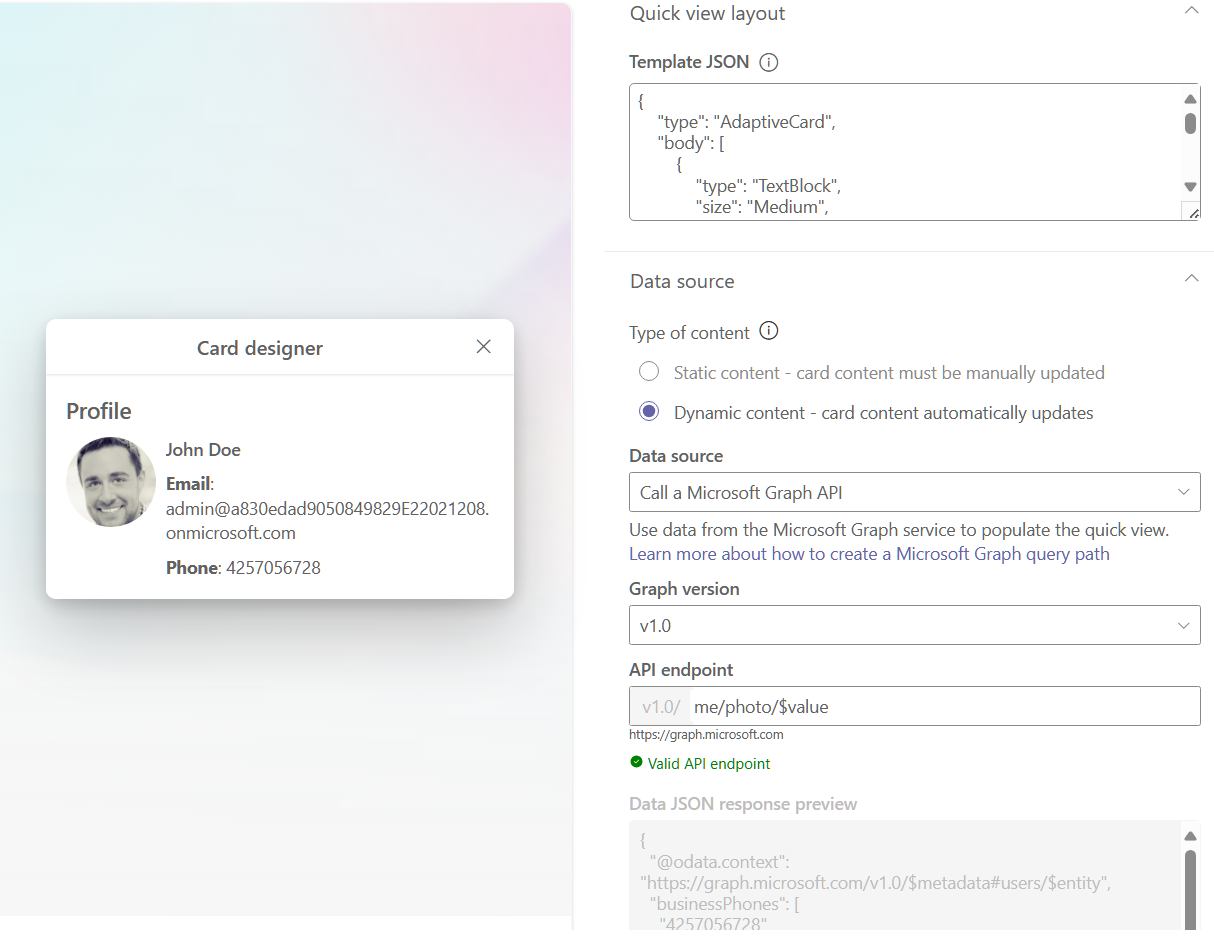 Quick view layout
Template JSON
{
"type": "AdaptiveCard",
"body": [
{
"type": "TextBlock",
"size": "Medium",
Data source
Type of content
Static content - card content must be manually updated
Dynamic content - card content automatically updates
Data source
Call a Microsoft Graph API
Use data from the Microsoft Graph service to populate the quick view.
Learn more about how to create a Microsoft Graph query path
Graph version
v1.0
API endpoint
v1.0/ me/photo/$value
https://graph.microsoft.com
Valid API endpoint
Data JSON response preview
{
"@odata.context":
"https://graph.microsoft.com/v1.0/$metadata#users/$entity",
"businessPhones": [
"4257056728"
Card designer
Profile
John Doe
Email:
admin@a830edad9050849829E22021208.
onmicrosoft.com
Phone: 4257056728